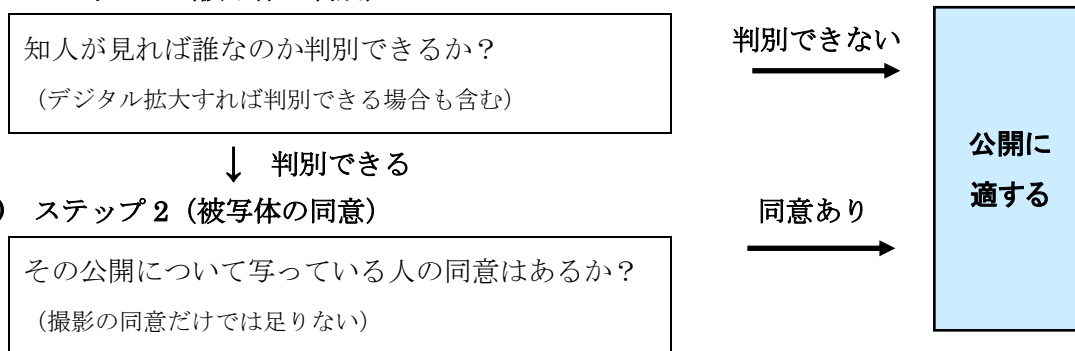 知人が見れば誰なのか判別できるか?
(デジタル拡大すれば判別できる場合も含む)
判別できない
↓ 判別できる
公開に
適する
) ステップ2(被写体の同意)
同意あり
その公開について写っている人の同意はあるか?
(撮影の同意だけでは足りない)